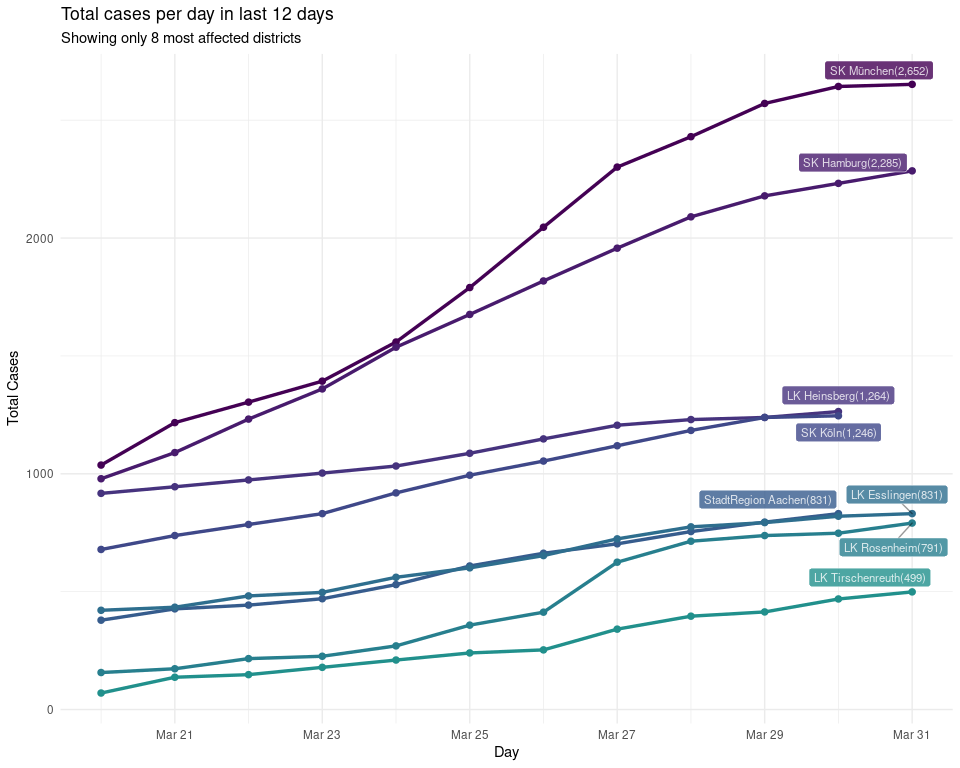 Total cases per day in last 12 days
Showing only 8 most affected districts
SK München(2,652)
SK Hamburg(2,285)
2000
Total Cases
LK Heinsberg(1,264)
SK Köln(1,246)
1000
StadtRegion Aachen(831)
LK Esslingen(831)
LK Rosenheim(791)
LK Tirschenreuth(499)
0
Mar 21 Mar 23 Mar 25 Mar 27 Mar 29 Mar 31
Day